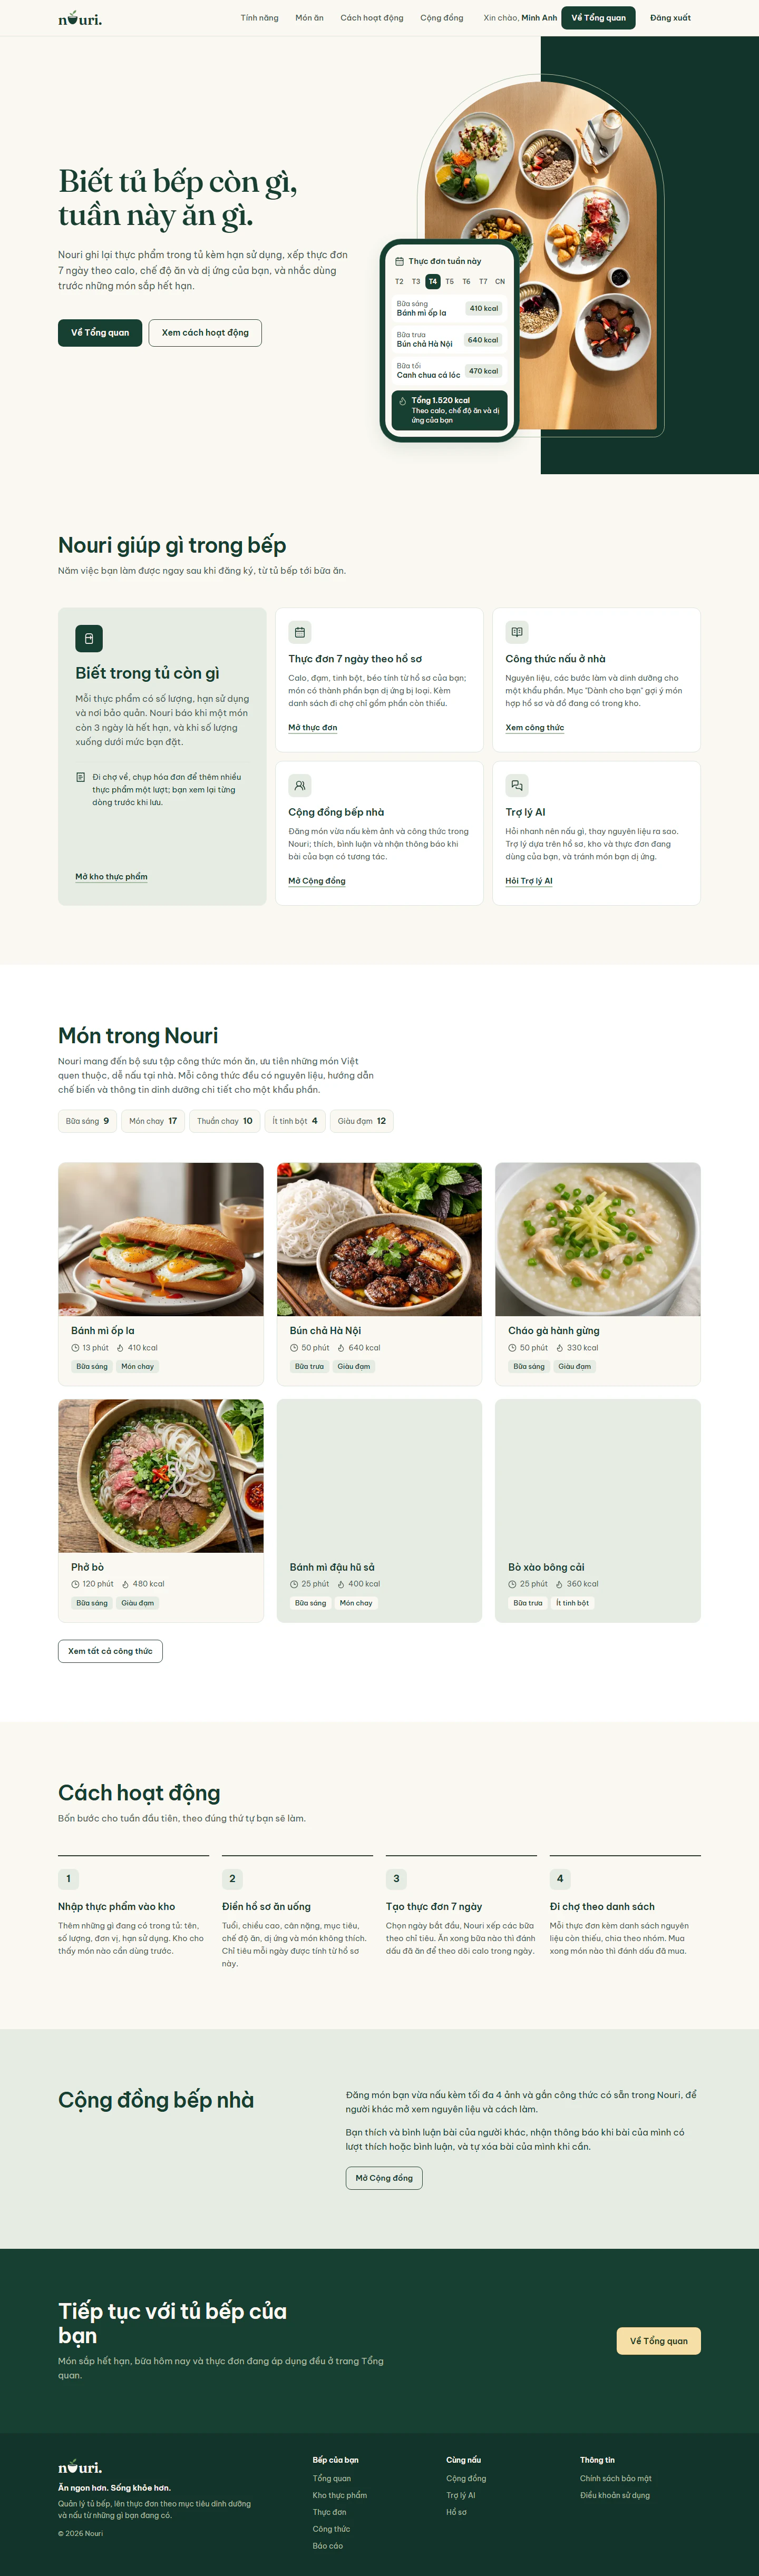 nouri.
Tính năng
Món ăn
Cách hoạt động
Cộng đồng
Xin chào, Minh Anh
Về Tổng quan
Đăng xuất
Biết tủ bếp còn gì,
tuần này ăn gì.
Nouri ghi lại thực phẩm trong tủ kèm hạn sử dụng, xếp thực đơn
7 ngày theo calo, chế độ ăn và dị ứng của bạn, và nhắc dùng
trước những món sắp hết hạn.
Về Tổng quan
Xem cách hoạt động
Thực đơn tuần này
T2 T3 T4 T5 T6 T7 CN
Bữa sáng
Bánh mì ốp la
410 kcal
Bữa trưa
Bún chả Hà Nội
640 kcal
Bữa tối
Canh chua cá lóc
470 kcal
Tổng 1.520 kcal
Theo calo, chế độ ăn và dị
ứng của bạn
Nouri giúp gì trong bếp
Năm việc bạn làm được ngay sau khi đăng ký, từ tủ bếp tới bữa ăn.
Biết trong tủ còn gì
Mỗi thực phẩm có số lượng, hạn sử dụng
và nơi bảo quản. Nouri báo khi một món
còn 3 ngày là hết hạn, và khi số lượng
xuống dưới mức bạn đặt.
Đi chợ về, chụp hóa đơn để thêm nhiều
thực phẩm một lượt; bạn xem lại từng
dòng trước khi lưu.
Mở kho thực phẩm
Thực đơn 7 ngày theo hồ sơ
Calo, đạm, tinh bột, béo tính từ hồ sơ của bạn;
món có thành phần bạn dị ứng bị loại. Kèm
danh sách đi chợ chỉ gồm phần còn thiếu.
Mở thực đơn
Công thức nấu ở nhà
Nguyên liệu, các bước làm và dinh dưỡng cho
một khẩu phần. Mục "Dành cho bạn" gợi ý món
hợp hồ sơ và đồ đang có trong kho.
Xem công thức
Cộng đồng bếp nhà
Đăng món vừa nấu kèm ảnh và công thức trong
Nouri; thích, bình luận và nhận thông báo khi
bài của bạn có tương tác.
Mở Cộng đồng
Trợ lý AI
Hỏi nhanh nên nấu gì, thay nguyên liệu ra sao.
Trợ lý dựa trên hồ sơ, kho và thực đơn đang
dùng của bạn, và tránh món bạn dị ứng.
Hỏi Trợ lý AI
Món trong Nouri
Nouri mang đến bộ sưu tập công thức món ăn, ưu tiên những món Việt
quen thuộc, dễ nấu tại nhà. Mỗi công thức đều có nguyên liệu, hướng dẫn
chế biến và thông tin dinh dưỡng chi tiết cho một khẩu phần.
Bữa sáng 9
Món chay 17
Thuần chay 10
Ít tinh bột 4
Giàu đạm 12
Bánh mì ốp la
13 phút 410 kcal
Bữa sáng Món chay
Bún chả Hà Nội
50 phút 640 kcal
Bữa trưa Giàu đạm
Cháo gà hành gừng
50 phút 330 kcal
Bữa sáng Giàu đạm
Phở bò
120 phút 480 kcal
Bữa sáng Giàu đạm
Bánh mì đậu hũ sả
25 phút 400 kcal
Bữa sáng Món chay
Bò xào bông cải
25 phút 360 kcal
Bữa trưa Ít tinh bột
Xem tất cả công thức
Cách hoạt động
Bốn bước cho tuần đầu tiên, theo đúng thứ tự bạn sẽ làm.
1
Nhập thực phẩm vào kho
Thêm những gì đang có trong tủ: tên,
số lượng, đơn vị, hạn sử dụng. Kho cho
thấy món nào cần dùng trước.
2
Điền hồ sơ ăn uống
Tuổi, chiều cao, cân nặng, mục tiêu,
chế độ ăn, dị ứng và món không thích.
Chỉ tiêu mỗi ngày được tính từ hồ sơ
này.
3
Tạo thực đơn 7 ngày
Chọn ngày bắt đầu, Nouri xếp các bữa
theo chỉ tiêu. Ăn xong bữa nào thì đánh
dấu đã ăn để theo dõi calo trong ngày.
4
Đi chợ theo danh sách
Mỗi thực đơn kèm danh sách nguyên
liệu còn thiếu, chia theo nhóm. Mua
xong món nào thì đánh dấu đã mua.
Cộng đồng bếp nhà
Đăng món bạn vừa nấu kèm tối đa 4 ảnh và gắn công thức có sẵn trong Nouri, để
người khác mở xem nguyên liệu và cách làm.
Bạn thích và bình luận bài của người khác, nhận thông báo khi bài của mình có
lượt thích hoặc bình luận, và tự xóa bài của mình khi cần.
Mở Cộng đồng
Tiếp tục với tủ bếp của
bạn
Món sắp hết hạn, bữa hôm nay và thực đơn đang áp dụng đều ở trang Tổng
quan.
Về Tổng quan
nouri.
Ăn ngon hơn. Sống khỏe hơn.
Quản lý tủ bếp, lên thực đơn theo mục tiêu dinh dưỡng
và nấu từ những gì bạn đang có.
© 2026 Nouri
Bếp của bạn
Tổng quan
Kho thực phẩm
Thực đơn
Công thức
Báo cáo
Cùng nấu
Cộng đồng
Trợ lý AI
Hồ sơ
Thông tin
Chính sách bảo mật
Điều khoản sử dụng